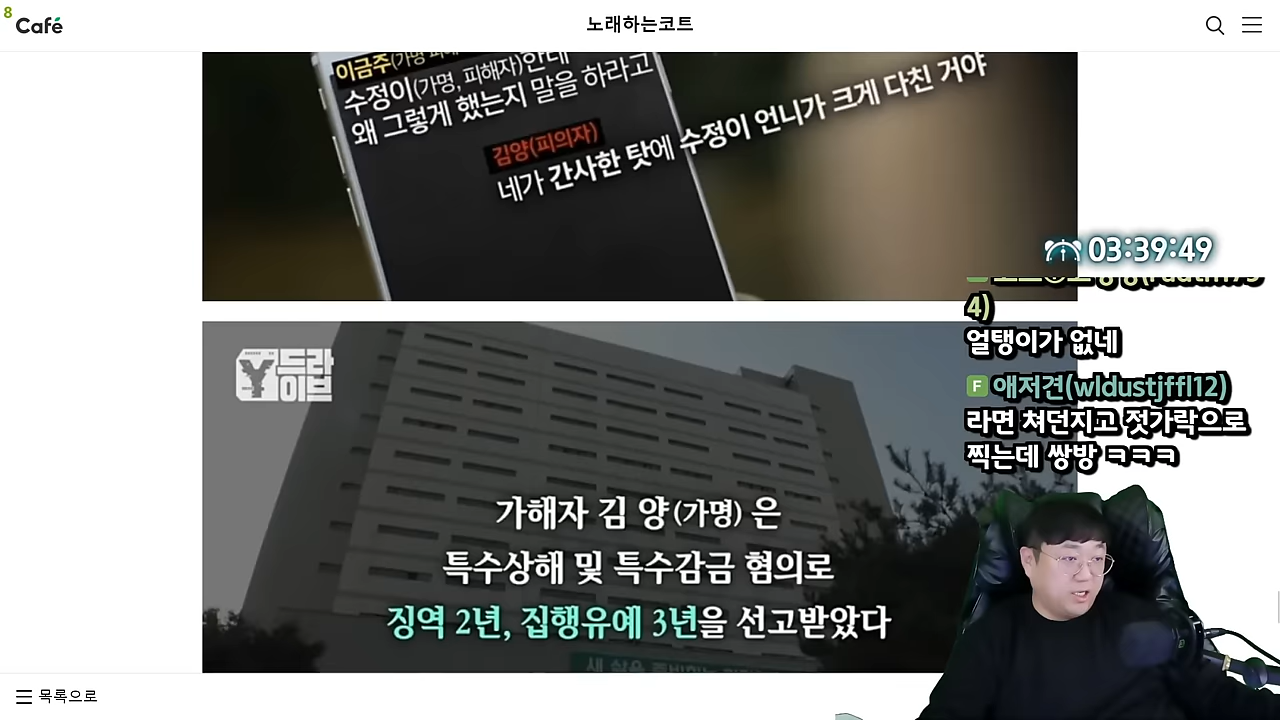 8
Café
노래하는코트
이금주(가명
수정이(가명, 피해자)한테
왜 그렇게 했는지 말을 하라고
김양(피의자)
네가 간사한 탓에 수정이 언니가 크게 다친 거야
03:39:49
4)
얼탱이가 없네
F 애저견(wldustjffl12)
라면 쳐던지고 젓가락으로
찍는데 쌍방 ㅋㅋㅋ
드라이브
가해자 김 양(가명) 은
특수상해 및 특수감금 혐의로
징역 2년, 집행유예 3년을 선고받았다
목록으로